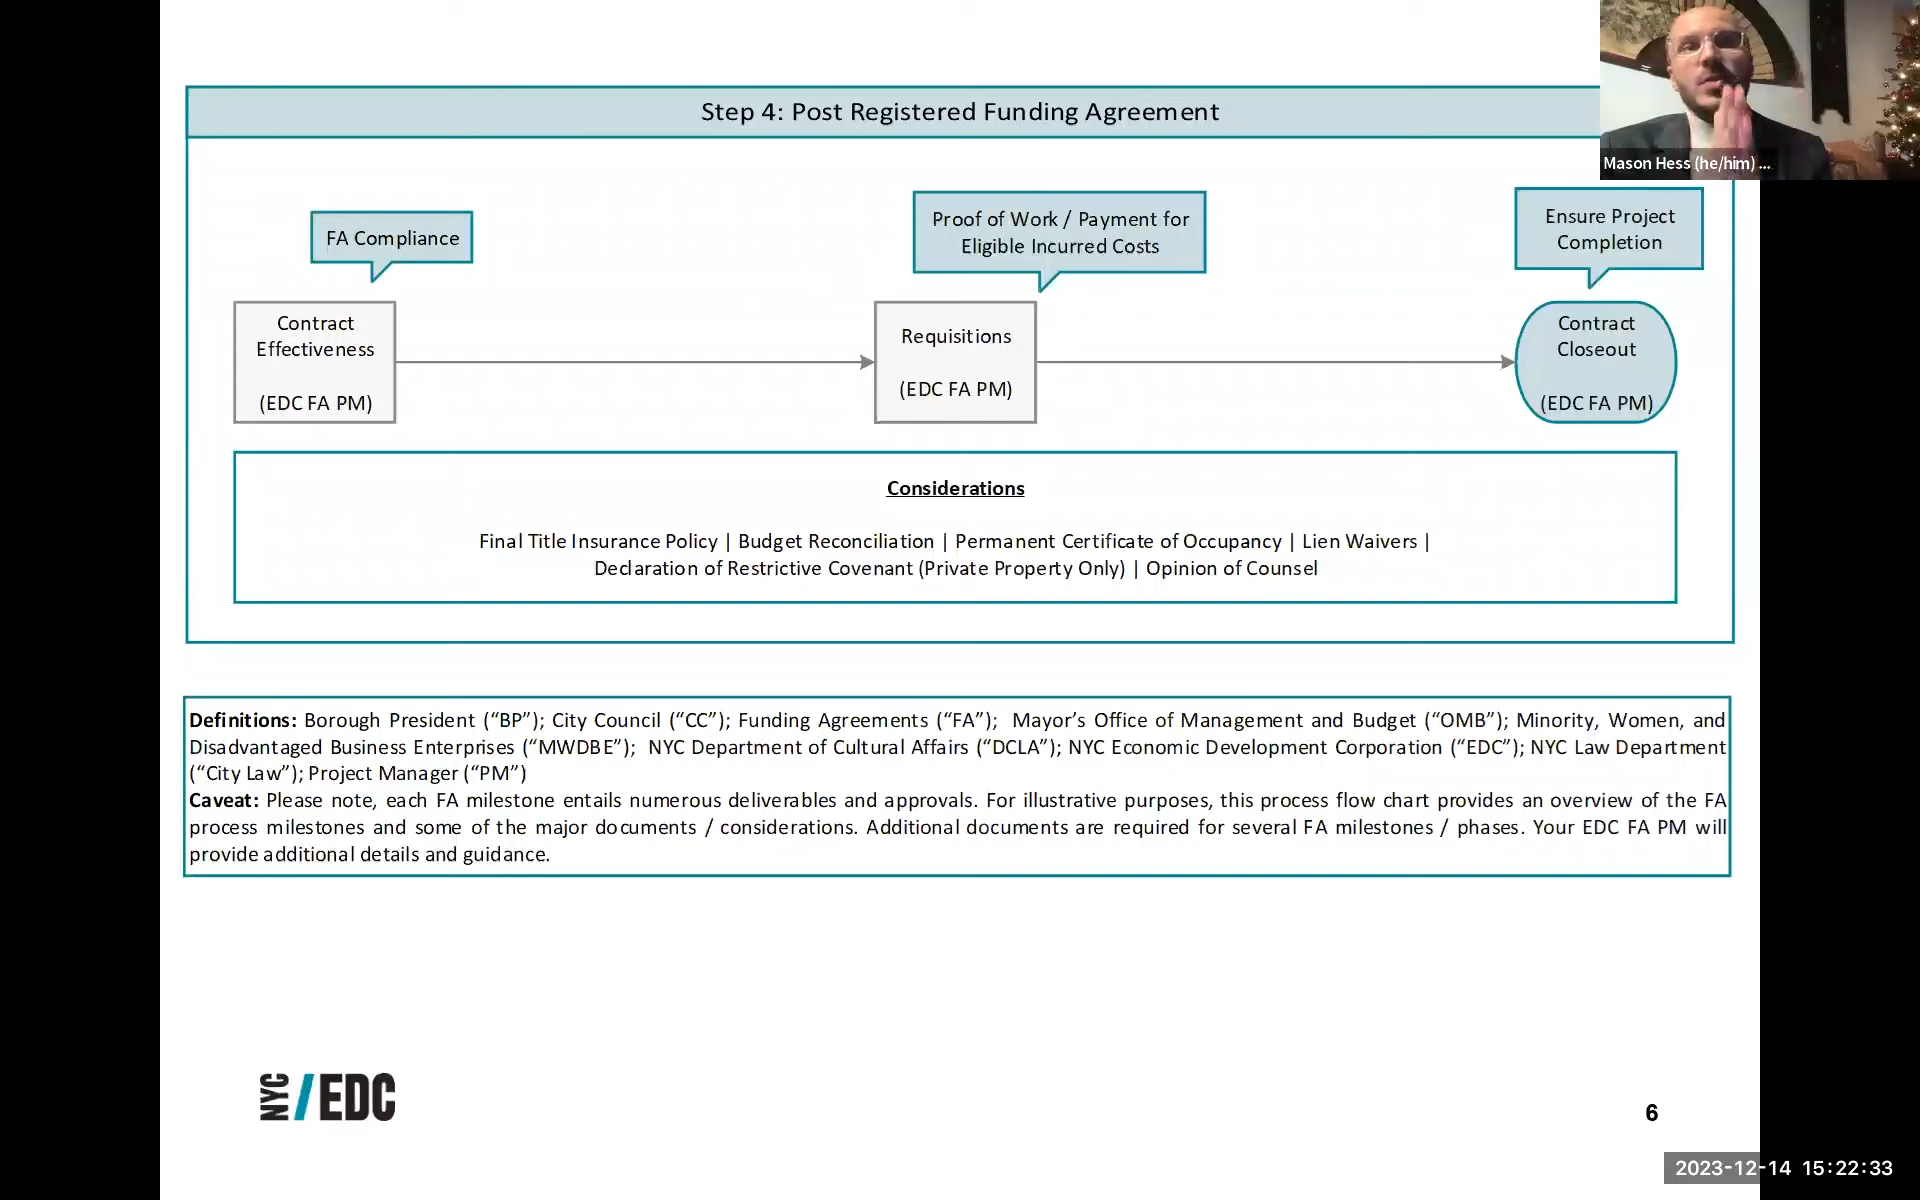 Step 4: Post Registered Funding Agreement
Mason Hess (he/him) ...
FA Compliance
Proof of Work / Payment for
Eligible Incurred Costs
Ensure Project
Completion
Contract
Effectiveness
(EDC FA PM)
Requisitions
(EDC FA PM)
Contract
Closeout
(EDC FA PM)
Considerations
Final Title Insurance Policy | Budget Reconciliation | Permanent Certificate of Occupancy | Lien Waivers |
Declaration of Restrictive Covenant (Private Property Only) | Opinion of Counsel
Definitions: Borough President (“BP”); City Council (“CC”); Funding Agreements (“FA”); Mayor’s Office of Management and Budget (“OMB”); Minority, Women, and
Disadvantaged Business Enterprises (“MWDBE”); NYC Department of Cultural Affairs (“DCLA”); NYC Economic Development Corporation (“EDC”); NYC Law Department
(“City Law”); Project Manager (“PM”)
Caveat: Please note, each FA milestone entails numerous deliverables and approvals. For illustrative purposes, this process flow chart provides an overview of the FA
process milestones and some of the major documents / considerations. Additional documents are required for several FA milestones / phases. Your EDC FA PM will
provide additional details and guidance.
NYC/EDC
6
2023-12-14 15:22:33